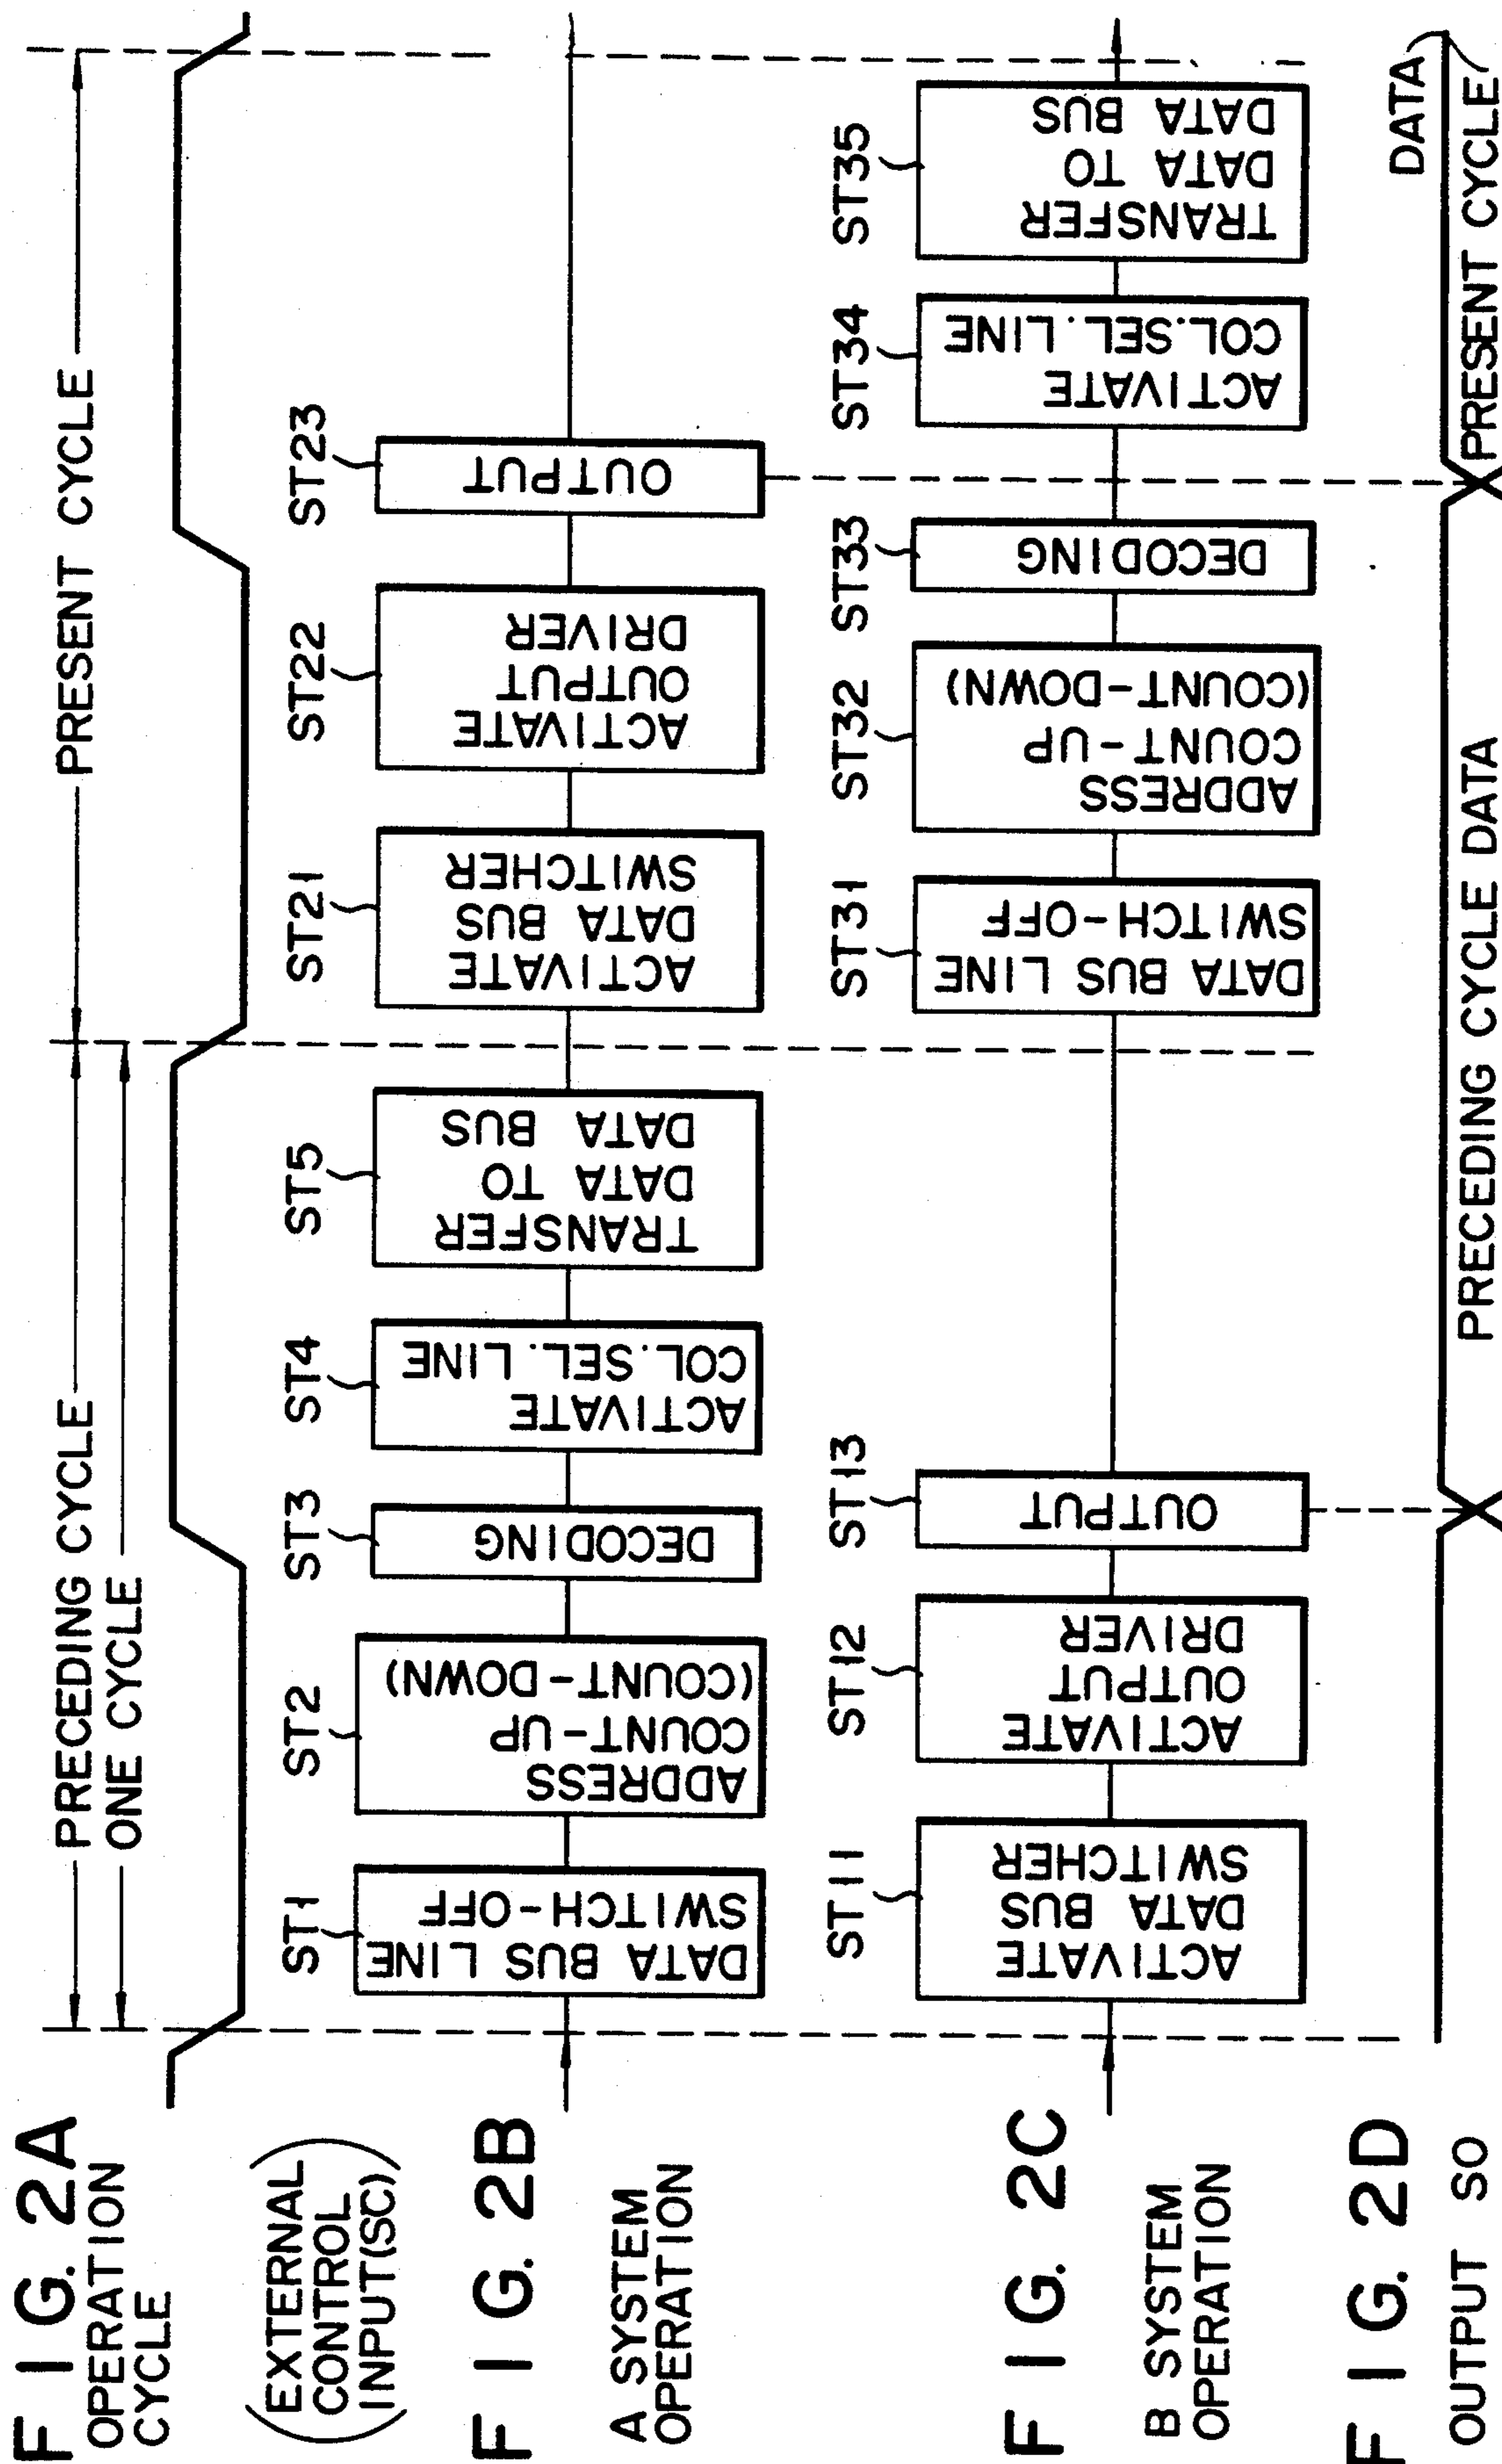 FIG. 2A
OPERATION
CYCLE
(EXTERNAL
CONTROL
INPUT(SC))
PRECEDING CYCLE
ONE CYCLE
PRESENT CYCLE
FIG. 2B
A SYSTEM
OPERATION
ST1
DATA BUS LINE
SWITCH-OFF
ST2
ADDRESS
COUNT-UP
(COUNT-DOWN)
ST3
DECODING
ST4
ACTIVATE
COL. SEL. LINE
ST5
TRANSFER
DATA TO
DATA BUS
ST21
ACTIVATE
DATA BUS
SWITCHER
ST22
ACTIVATE
OUTPUT
DRIVER
ST23
OUTPUT
FIG. 2C
B SYSTEM
OPERATION
ST11
ACTIVATE
DATA BUS
SWITCHER
ST12
ACTIVATE
OUTPUT
DRIVER
ST13
OUTPUT
ST31
DATA BUS LINE
SWITCH-OFF
ST32
ADDRESS
COUNT-UP
(COUNT-DOWN)
ST33
DECODING
ST34
ACTIVATE
COL. SEL. LINE
ST35
TRANSFER
DATA TO
DATA BUS
FIG. 2D
OUTPUT SO
PRECEDING CYCLE DATA
PRESENT CYCLE
DATA